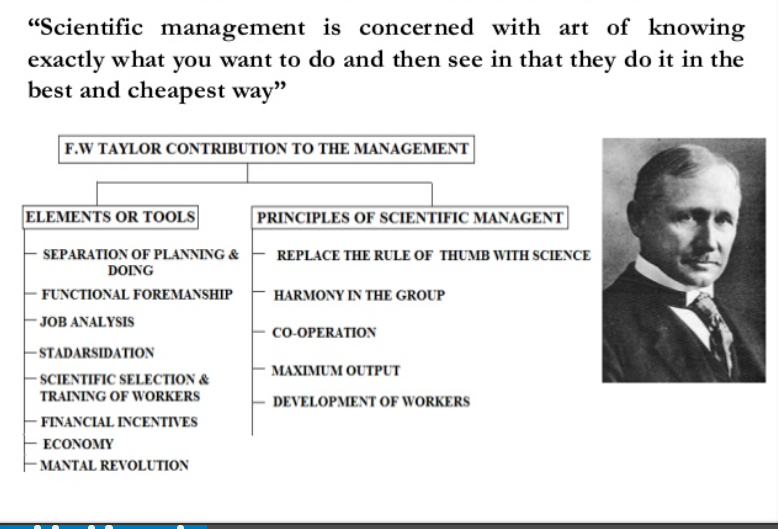 “Scientific management is concerned with art of knowing
exactly what you want to do and then see in that they do it in the
best and cheapest way”
F.W TAYLOR CONTRIBUTION TO THE MANAGEMENT
ELEMENTS OR TOOLS
SEPARATION OF PLANNING &
DOING
FUNCTIONAL FOREMANSHIP
JOB ANALYSIS
STADARSIDATION
SCIENTIFIC SELECTION &
TRAINING OF WORKERS
FINANCIAL INCENTIVES
ECONOMY
MANTAL REVOLUTION
PRINCIPLES OF SCIENTIFIC MANAGENT
REPLACE THE RULE OF THUMB WITH SCIENCE
HARMONY IN THE GROUP
CO-OPERATION
MAXIMUM OUTPUT
DEVELOPMENT OF WORKERS